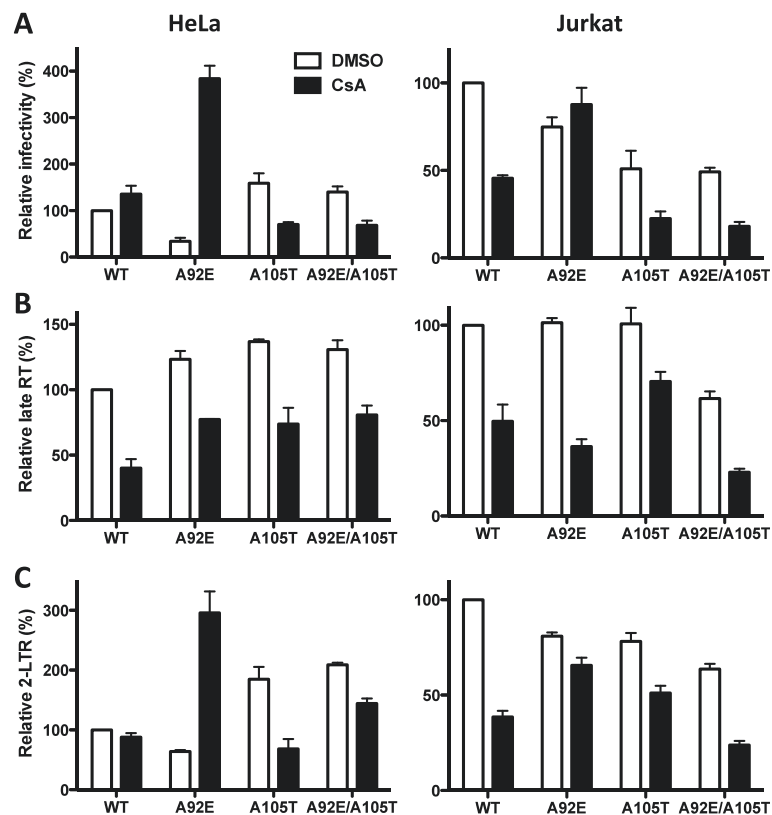 A HeLa Jurkat
DMSO
CsA
Relative infectivity (%)
400
300
200
100
0
WT A92E A105T A92E/A105T
100
50
0
WT A92E A105T A92E/A105T
B
Relative late RT (%)
150
100
50
0
WT A92E A105T A92E/A105T
100
50
0
WT A92E A105T A92E/A105T
C
Relative 2-LTR (%)
300
200
100
0
WT A92E A105T A92E/A105T
100
50
0
WT A92E A105T A92E/A105T